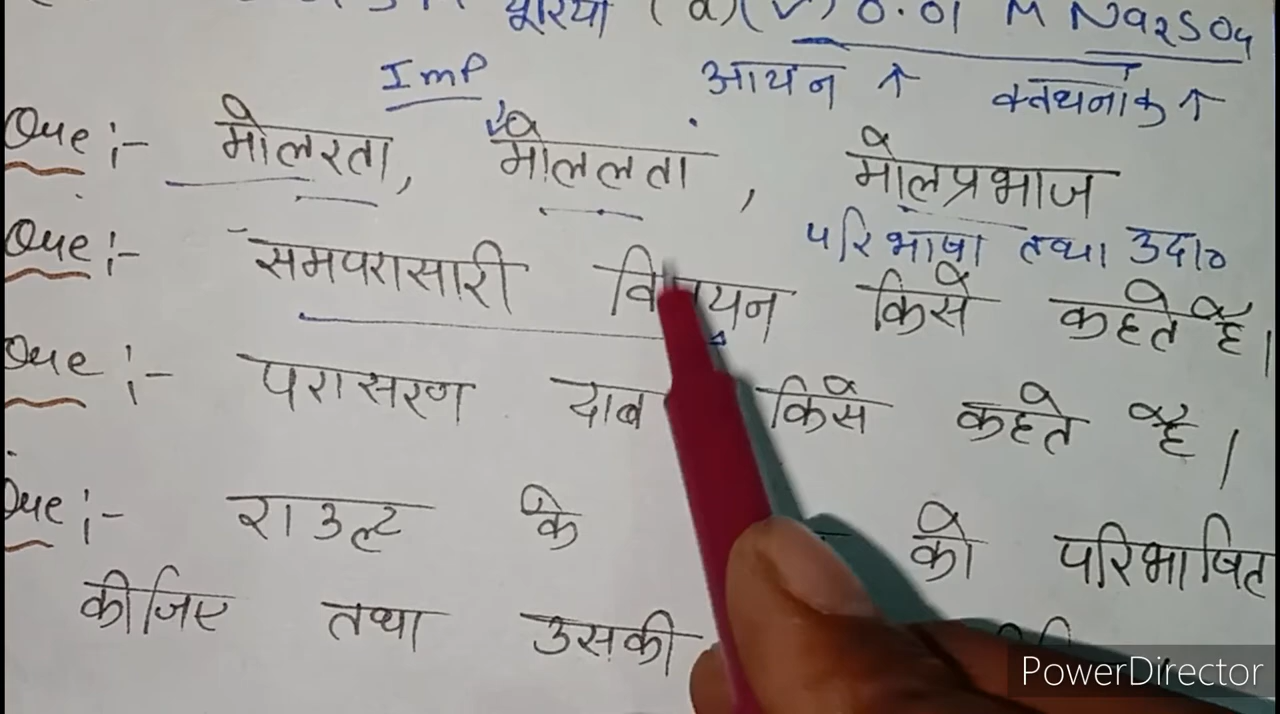 यूरिया (d) (✓) 0.01 M Na2SO4
Imp आयन ↑ क्वथनांक ↑
Que :- मोलरता, मोललता, मोलप्रभाज
परिभाषा तथा उदा०
Que :- समपरासारी किसे कहते है।
Que :- परासरण दाब किसे कहते है।
Que :- राउल्ट के को परिभाषित
कीजिए तथा उसकी
PowerDirector